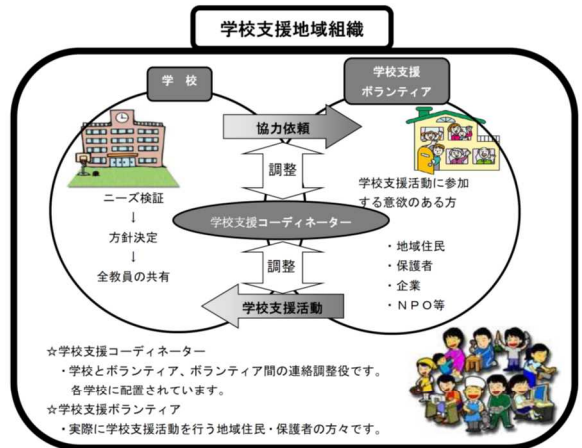 学校支援地域組織
学 校
学校支援
ボランティア
協力依頼
調整
ニーズ検証
↓
方針決定
↓
全教員の共有
学校支援活動に参加
する意欲のある方
学校支援コーディネーター
・地域住民
・保護者
・企業
・ＮＰＯ等
調整
学校支援活動
☆学校支援コーディネーター
・学校とボランティア、ボランティア間の連絡調整役です。
各学校に配置されています。
☆学校支援ボランティア
・実際に学校支援活動を行う地域住民・保護者の方々です。